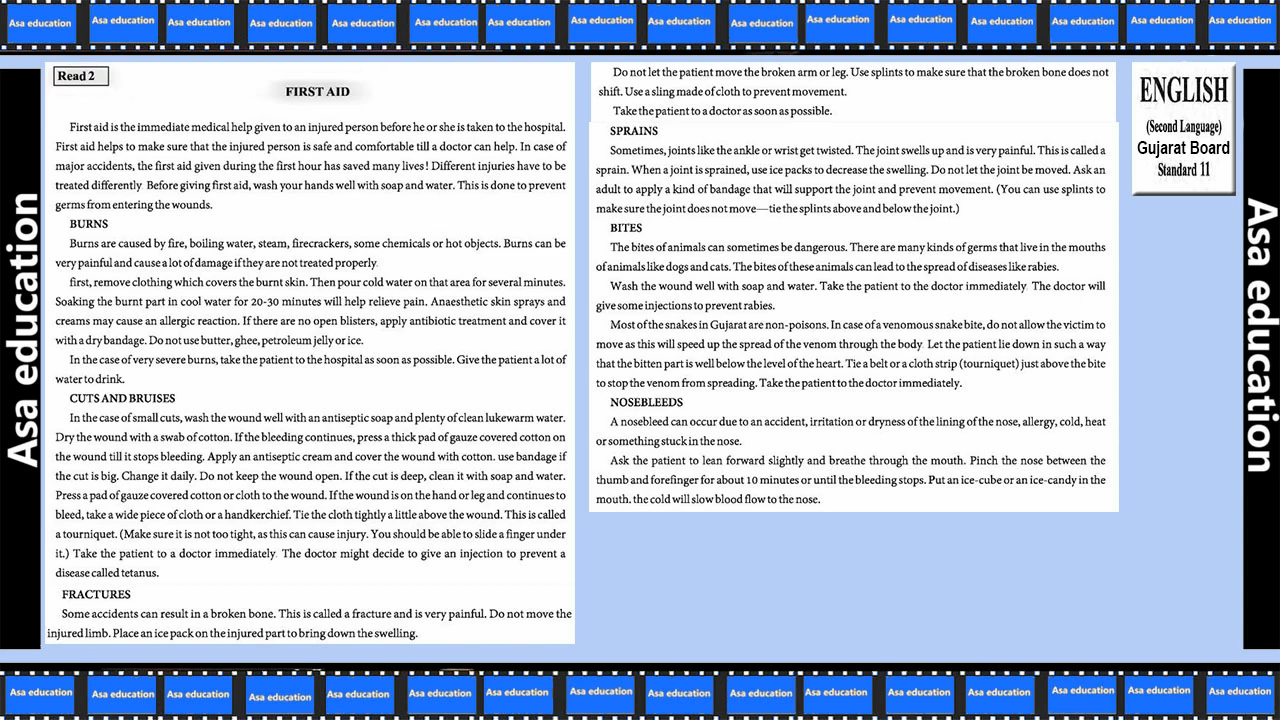 Asa education Asa education Asa education Asa education Asa education Asa education Asa education Asa education Asa education Asa education Asa education Asa education Asa education Asa education Asa education Asa education
Asa education
Read 2
FIRST AID
First aid is the immediate medical help given to an injured person before he or she is taken to the hospital.
First aid helps to make sure that the injured person is safe and comfortable till a doctor can help. In case of
major accidents, the first aid given during the first hour has saved many lives! Different injuries have to be
treated differently. Before giving first aid, wash your hands well with soap and water. This is done to prevent
germs from entering the wounds.
BURNS
Burns are caused by fire, boiling water, steam, firecrackers, some chemicals or hot objects. Burns can be
very painful and cause a lot of damage if they are not treated properly.
first, remove clothing which covers the burnt skin. Then pour cold water on that area for several minutes.
Soaking the burnt part in cool water for 20-30 minutes will help relieve pain. Anaesthetic skin sprays and
creams may cause an allergic reaction. If there are no open blisters, apply antibiotic treatment and cover it
with a dry bandage. Do not use butter, ghee, petroleum jelly or ice.
In the case of very severe burns, take the patient to the hospital as soon as possible. Give the patient a lot of
water to drink.
CUTS AND BRUISES
In the case of small cuts, wash the wound well with an antiseptic soap and plenty of clean lukewarm water.
Dry the wound with a swab of cotton. If the bleeding continues, press a thick pad of gauze covered cotton on
the wound till it stops bleeding. Apply an antiseptic cream and cover the wound with cotton. use bandage if
the cut is big. Change it daily. Do not keep the wound open. If the cut is deep, clean it with soap and water.
Press a pad of gauze covered cotton or cloth to the wound. If the wound is on the hand or leg and continues to
bleed, take a wide piece of cloth or a handkerchief. Tie the cloth tightly a little above the wound. This is called
a tourniquet. (Make sure it is not too tight, as this can cause injury. You should be able to slide a finger under
it.) Take the patient to a doctor immediately. The doctor might decide to give an injection to prevent a
disease called tetanus.
FRACTURES
Some accidents can result in a broken bone. This is called a fracture and is very painful. Do not move the
injured limb. Place an ice pack on the injured part to bring down the swelling.
Do not let the patient move the broken arm or leg. Use splints to make sure that the broken bone does not
shift. Use a sling made of cloth to prevent movement.
Take the patient to a doctor as soon as possible.
SPRAINS
Sometimes, joints like the ankle or wrist get twisted. The joint swells up and is very painful. This is called a
sprain. When a joint is sprained, use ice packs to decrease the swelling. Do not let the joint be moved. Ask an
adult to apply a kind of bandage that will support the joint and prevent movement. (You can use splints to
make sure the joint does not move—tie the splints above and below the joint.)
BITES
The bites of animals can sometimes be dangerous. There are many kinds of germs that live in the mouths
of animals like dogs and cats. The bites of these animals can lead to the spread of diseases like rabies.
Wash the wound well with soap and water. Take the patient to the doctor immediately. The doctor will
give some injections to prevent rabies.
Most of the snakes in Gujarat are non-poisons. In case of a venomous snake bite, do not allow the victim to
move as this will speed up the spread of the venom through the body. Let the patient lie down in such a way
that the bitten part is well below the level of the heart. Tie a belt or a cloth strip (tourniquet) just above the bite
to stop the venom from spreading. Take the patient to the doctor immediately.
NOSEBLEEDS
A nosebleed can occur due to an accident, irritation or dryness of the lining of the nose, allergy, cold, heat
or something stuck in the nose.
Ask the patient to lean forward slightly and breathe through the mouth. Pinch the nose between the
thumb and forefinger for about 10 minutes or until the bleeding stops. Put an ice-cube or an ice-candy in the
mouth. the cold will slow blood flow to the nose.
ENGLISH
(Second Language)
Gujarat Board
Standard 11
Asa education
Asa education Asa education Asa education Asa education Asa education Asa education Asa education Asa education Asa education Asa education Asa education Asa education Asa education Asa education Asa education Asa education